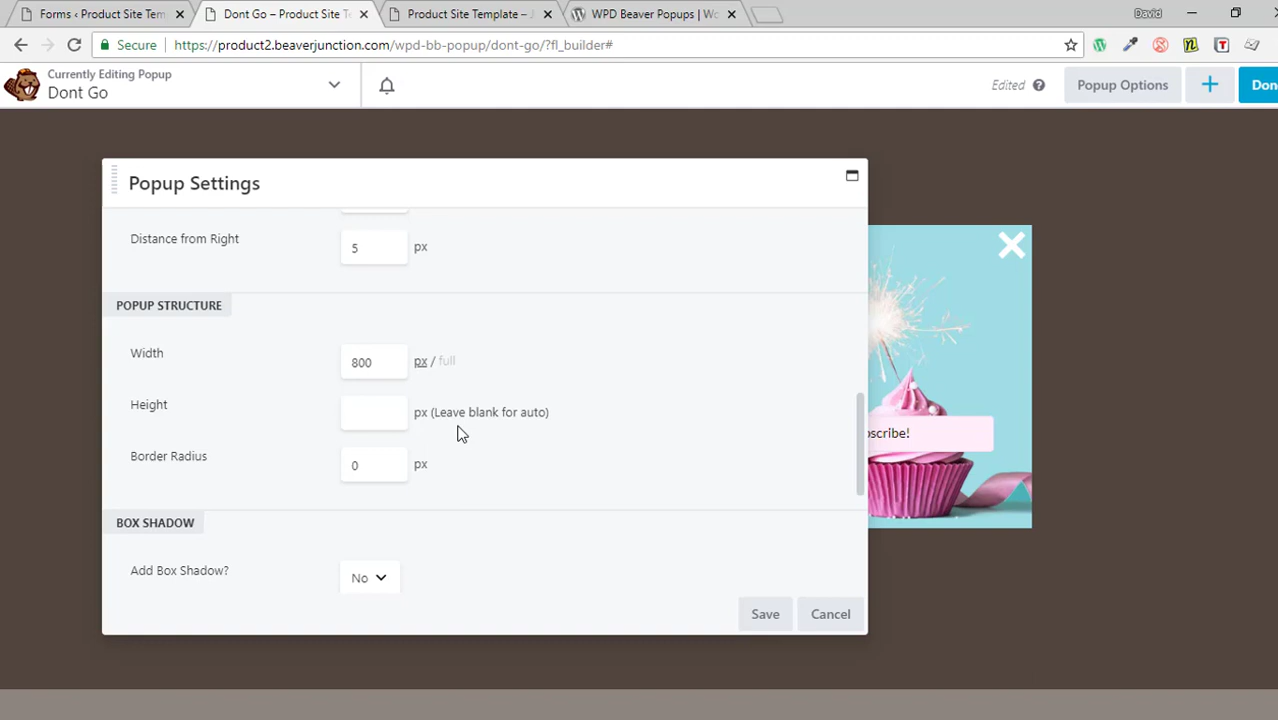 Forms ‹ Product Site Tem
Dont Go – Product Site T
Product Site Template – J
WPD Beaver Popups | Wo
David
Secure
https://product2.beaverjunction.com/wpd-bb-popup/dont-go/?fl_builder#
Currently Editing Popup
Dont Go
Edited
Popup Options
+
Don
Popup Settings
Distance from Right
5 px
POPUP STRUCTURE
Width
800 px / full
Height
px (Leave blank for auto)
Border Radius
0 px
BOX SHADOW
Add Box Shadow?
No
Save
Cancel
bscribe!